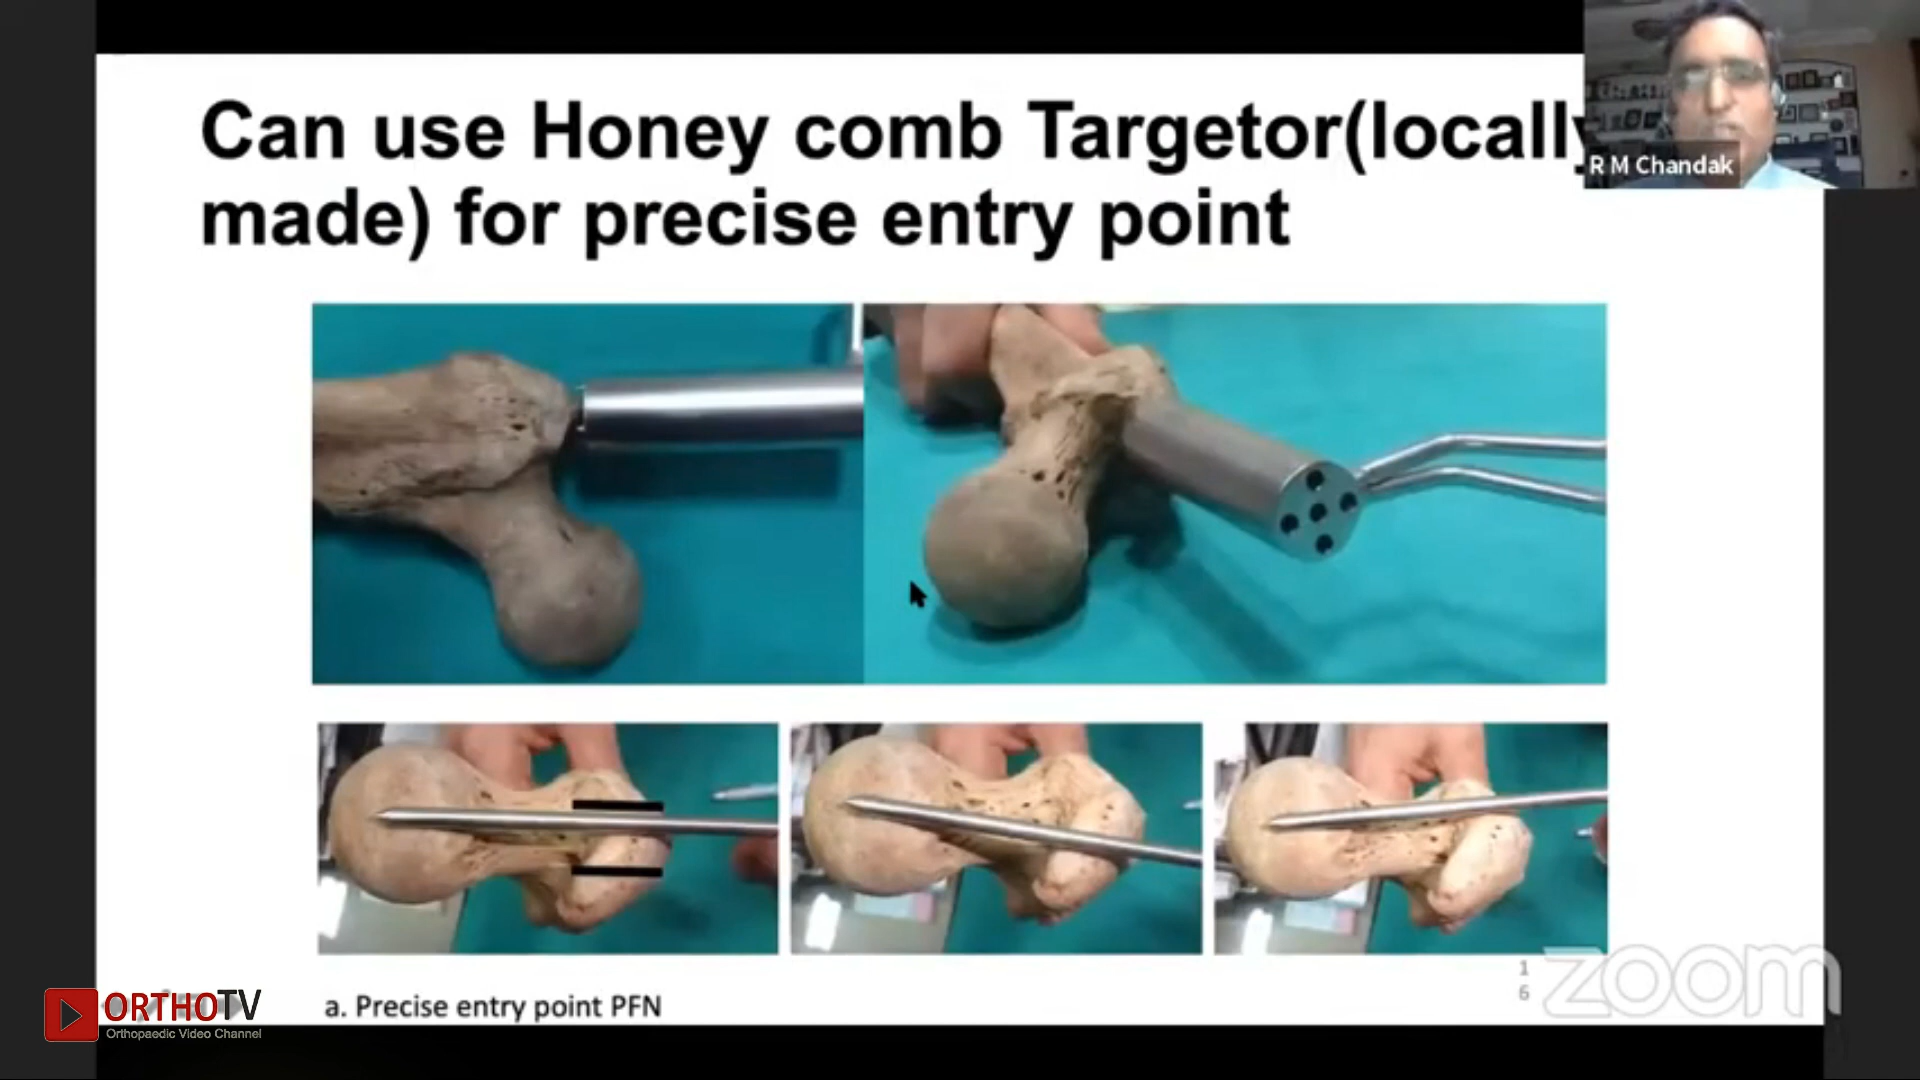 Can use Honey comb Targetor(locally
made) for precise entry point
R M Chandak
a. Precise entry point PFN
1
6
zoom
ORTHOTV
Orthopaedic Video Channel